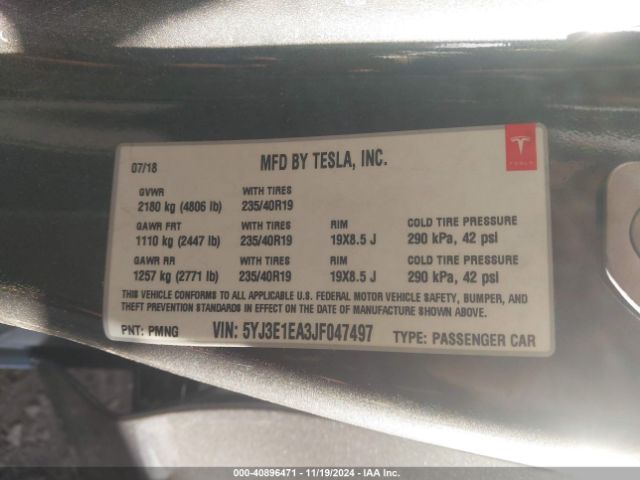 07/18 MFD BY TESLA, INC. TESLA
GVWR WITH TIRES
2180 kg (4806 lb) 235/40R19
GAWR FRT WITH TIRES RIM COLD TIRE PRESSURE
1110 kg (2447 lb) 235/40R19 19X8.5 J 290 kPa, 42 psi
GAWR RR WITH TIRES RIM COLD TIRE PRESSURE
1257 kg (2771 lb) 235/40R19 19X8.5 J 290 kPa, 42 psi
THIS VEHICLE CONFORMS TO ALL APPLICABLE U.S. FEDERAL MOTOR VEHICLE SAFETY, BUMPER, AND
THEFT PREVENTION STANDARDS IN EFFECT ON THE DATE OF MANUFACTURE SHOWN ABOVE.
PNT: PMNG VIN: 5YJ3E1EA3JF047497 TYPE: PASSENGER CAR
000-40896471 - 11/19/2024 - IAA Inc.